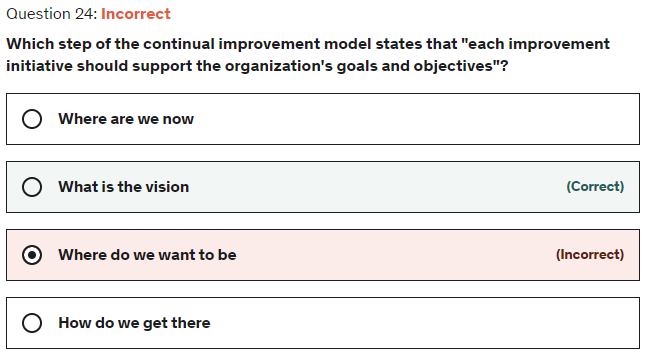 Question 24: Incorrect
Which step of the continual improvement model states that "each improvement
initiative should support the organization's goals and objectives"?
Where are we now
What is the vision (Correct)
Where do we want to be (Incorrect)
How do we get there